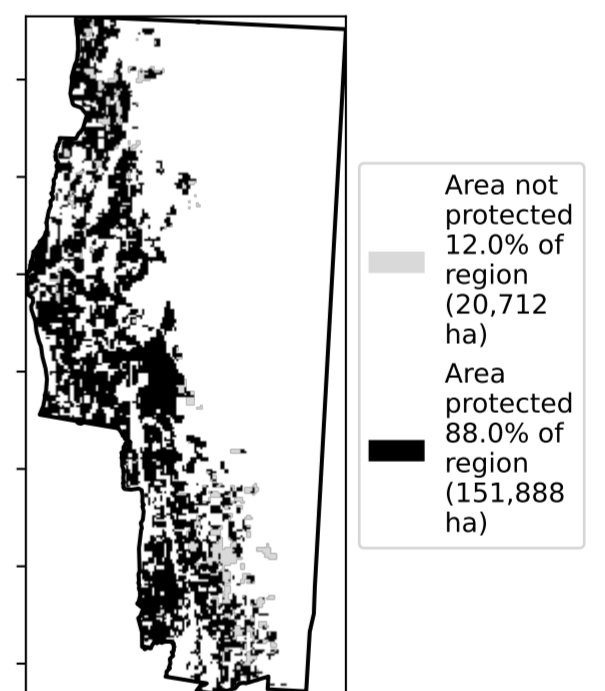 Area not
protected
12.0% of
region
(20,712
ha)
Area
protected
88.0% of
region
(151,888
ha)